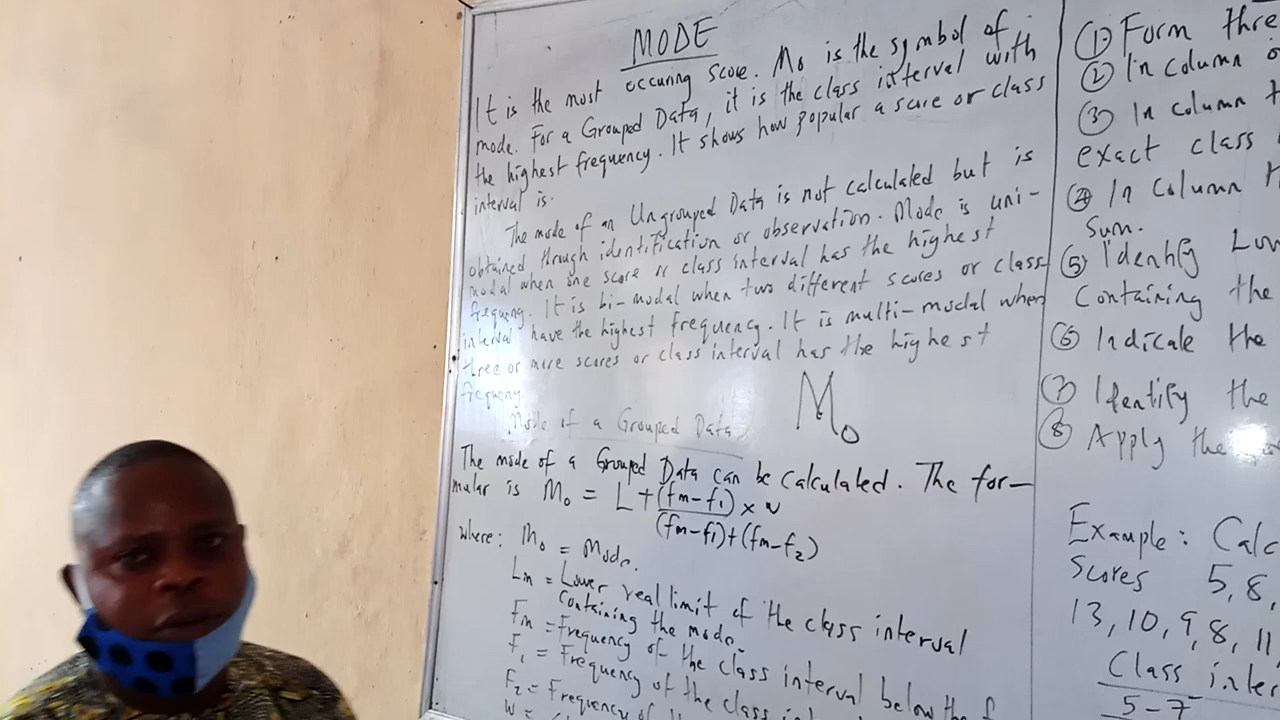 MODE
It is the most occuring score. Mo is the symbol of
mode. For a Grouped Data, it is the class interval with
the highest frequency. It shows how popular a score or class
interval is.
The mode of an Ungrouped Data is not calculated but is
obtained through identification or observation. Mode is uni-
modal when one score or class interval has the highest
frequency. It is bi-modal when two different scores or class
interval have the highest frequency. It is multi-modal when
three or more scores or class interval has the highest
frequency.
Mo
Mode of a Grouped Data
The mode of a Grouped Data can be calculated. The for-
mular is Mo = L + (fm-f1) x w
(fm-f1)+(fm-f2)
where: Mo = Mode.
Lm = Lower real limit of the class interval
containing the mode.
Fm = Frequency of the class interval below the
F1 = Frequency of the class
F2 = Frequency of
W =
① Form three
② In column
③ In column
exact class
④ In Column
Sum.
⑤ Identify Low
Containing the
⑥ Indicate the
⑦ Identify the
⑧ Apply the
Example: Calc
Scores 5, 8,
13, 10, 9, 8, 11,
Class inter
5-7